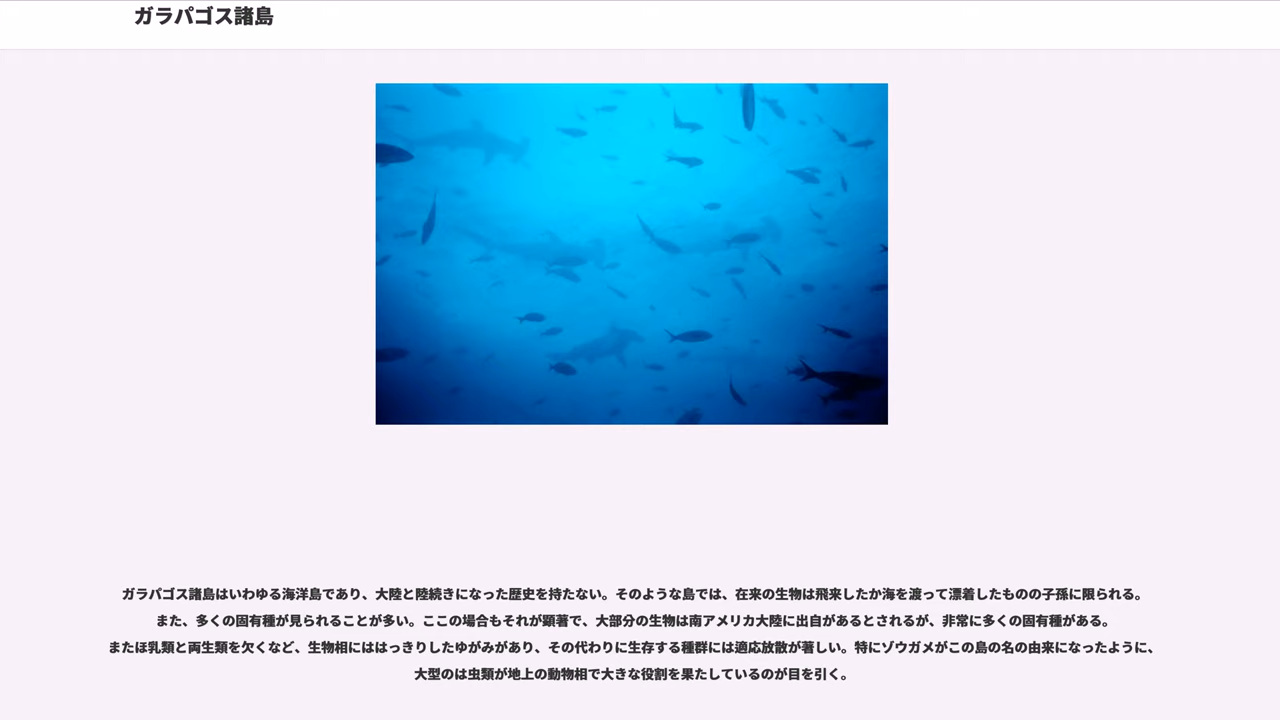 ガラパゴス諸島
ガラパゴス諸島はいわゆる海洋島であり、大陸と陸続きになった歴史を持たない。そのような島では、在来の生物は飛来したか海を渡って漂着したものの子孫に限られる。
また、多くの固有種が見られることが多い。ここの場合もそれが顕著で、大部分の生物は南アメリカ大陸に出自があるとされるが、非常に多くの固有種がある。
またほ乳類と両生類を欠くなど、生物相にははっきりしたゆがみがあり、その代わりに生存する種群には適応放散が著しい。特にゾウガメがこの島の名の由来になったように、
大型のは虫類が地上の動物相で大きな役割を果たしているのが目を引く。